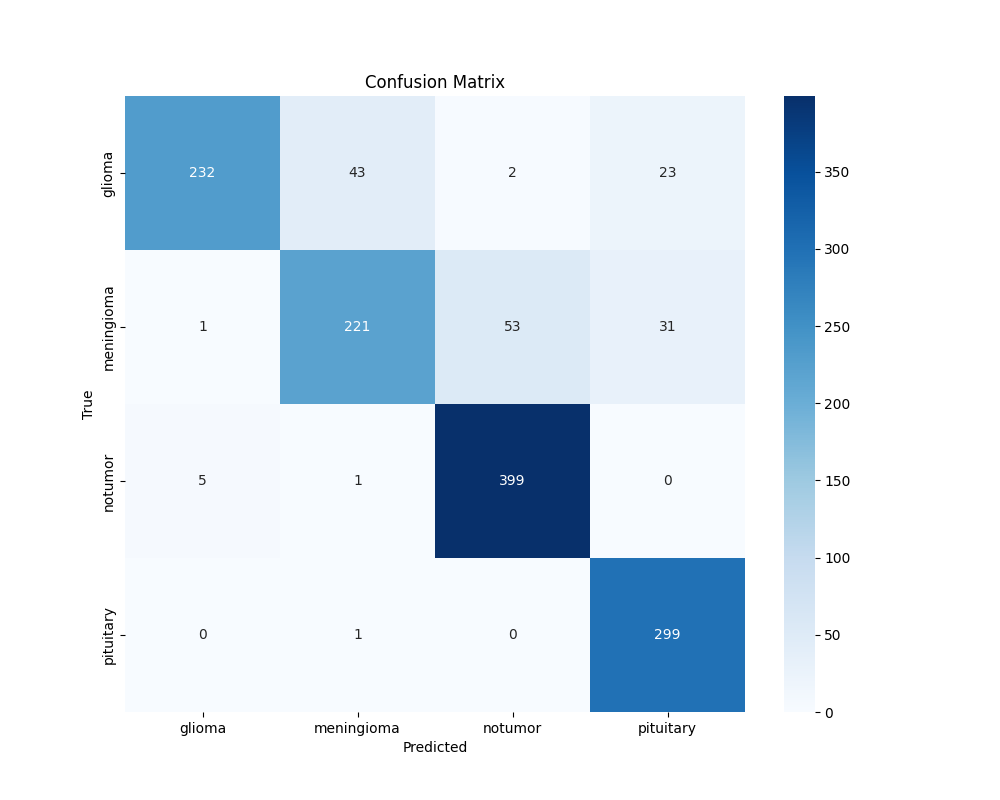 Confusion Matrix
glioma
232 43 2 23
meningioma
1 221 53 31
notumor
5 1 399 0
pituitary
0 1 0 299
True
glioma meningioma notumor pituitary
Predicted
350
300
250
200
150
100
50
0